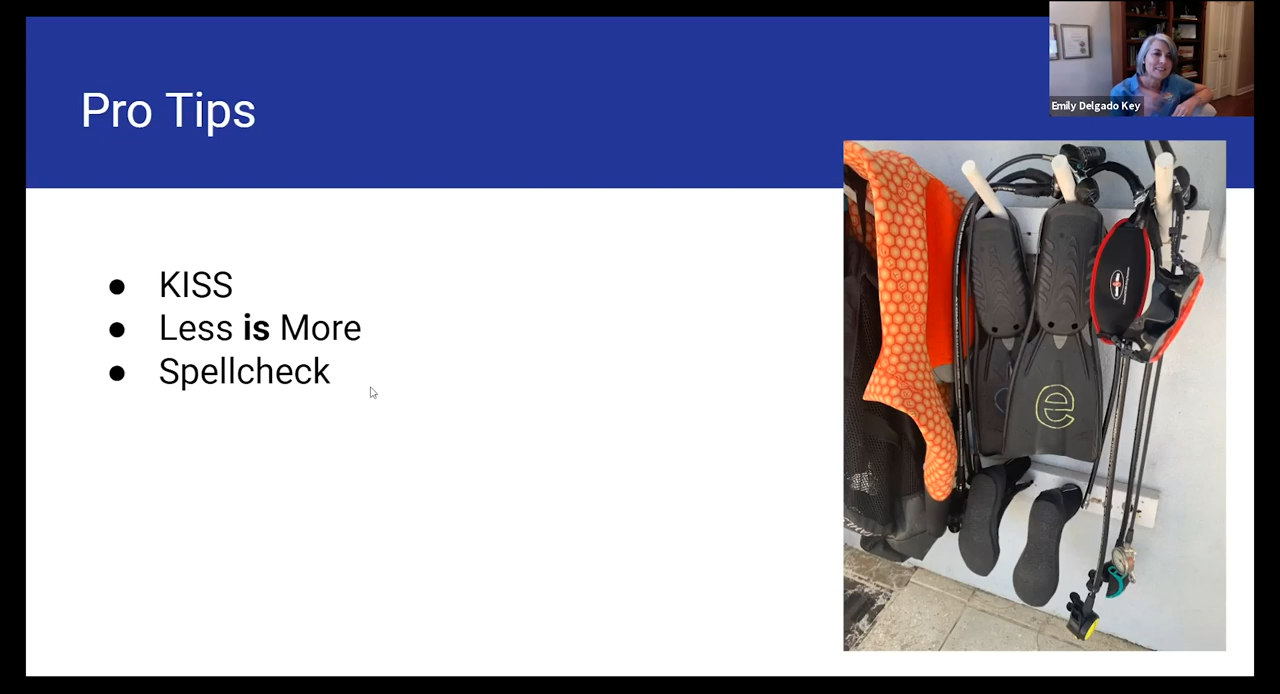 Pro Tips
Emily Delgado Key
● KISS
● Less is More
● Spellcheck
e